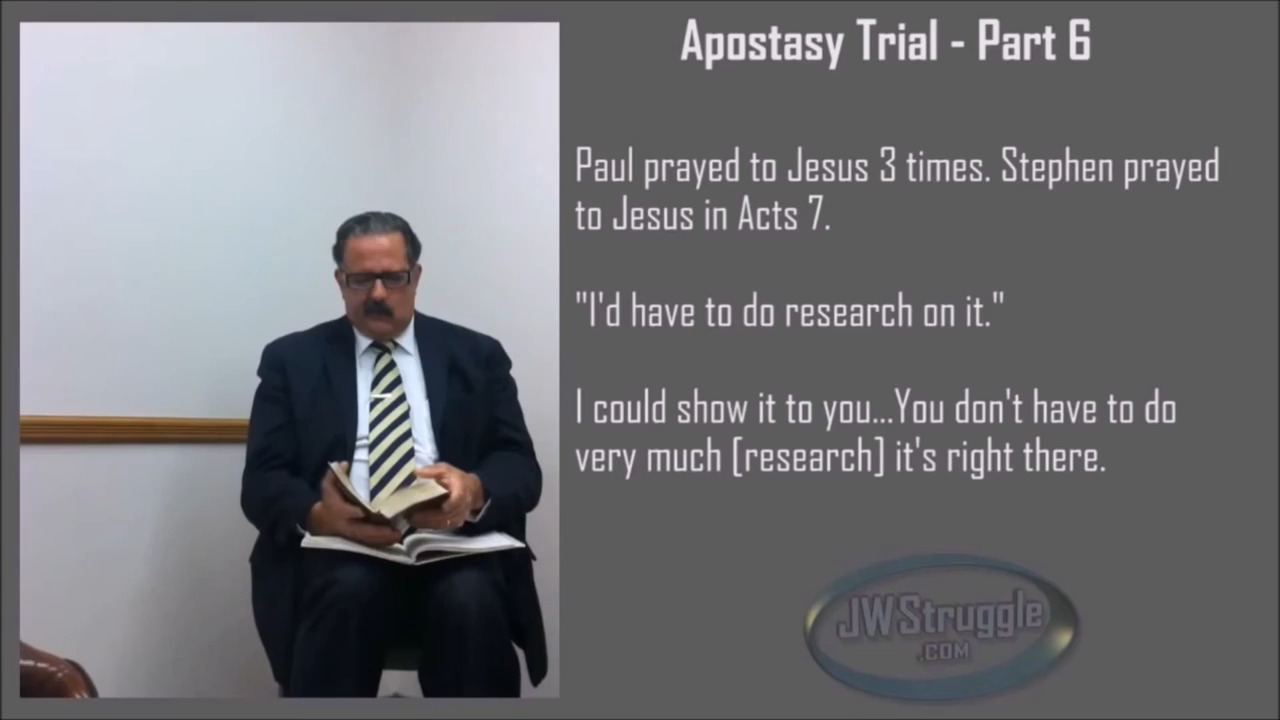 Apostasy Trial - Part 6
Paul prayed to Jesus 3 times. Stephen prayed
to Jesus in Acts 7.
"I'd have to do research on it."
I could show it to you...You don't have to do
very much [research] it's right there.
JWStruggle
.COM